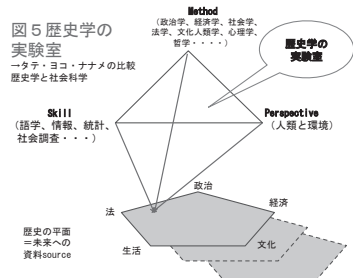 図５歴史学の
実験室
→タテ・ヨコ・ナナメの比較
歴史学と社会科学
Method
（政治学、経済学、社会学、
法学、文化人類学、心理学、
哲学・・・・）
歴史学の
実験室
Skill
（語学、情報、統計、
社会調査・・・）
Perspective
（人類と環境）
政治
法
経済
歴史の平面
＝未来への
資料source
生活
文化